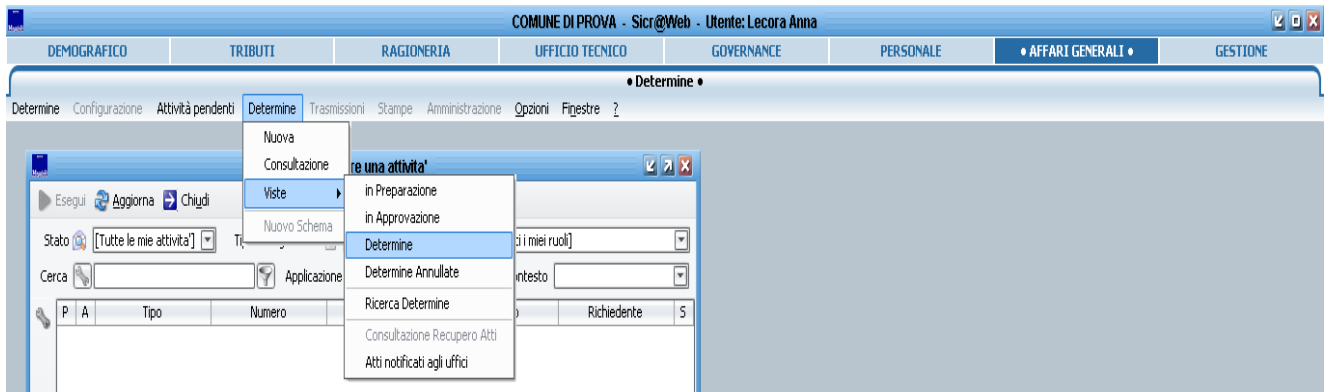 COMUNE DI PROVA - Sicr@Web - Utente: Lecora Anna
DEMOGRAFICO TRIBUTI RAGIONERIA UFFICIO TECNICO GOVERNANCE PERSONALE • AFFARI GENERALI • GESTIONE
• Determine •
Determine Configurazione Attività pendenti Determine Trasmissioni Stampe Amministrazione Opzioni Finestre ?
Nuova
Consultazione
re una attivita'
Viste
in Preparazione
Esegui Aggiorna Chiudi
in Approvazione
Nuovo Schema
Stato [Tutte le mie attivita']
Determine
ti i miei ruoli]
Cerca
Applicazione
Determine Annullate
ntesto
Ricerca Determine
P A Tipo Numero Richiedente S
Consultazione Recupero Atti
Atti notificati agli uffici